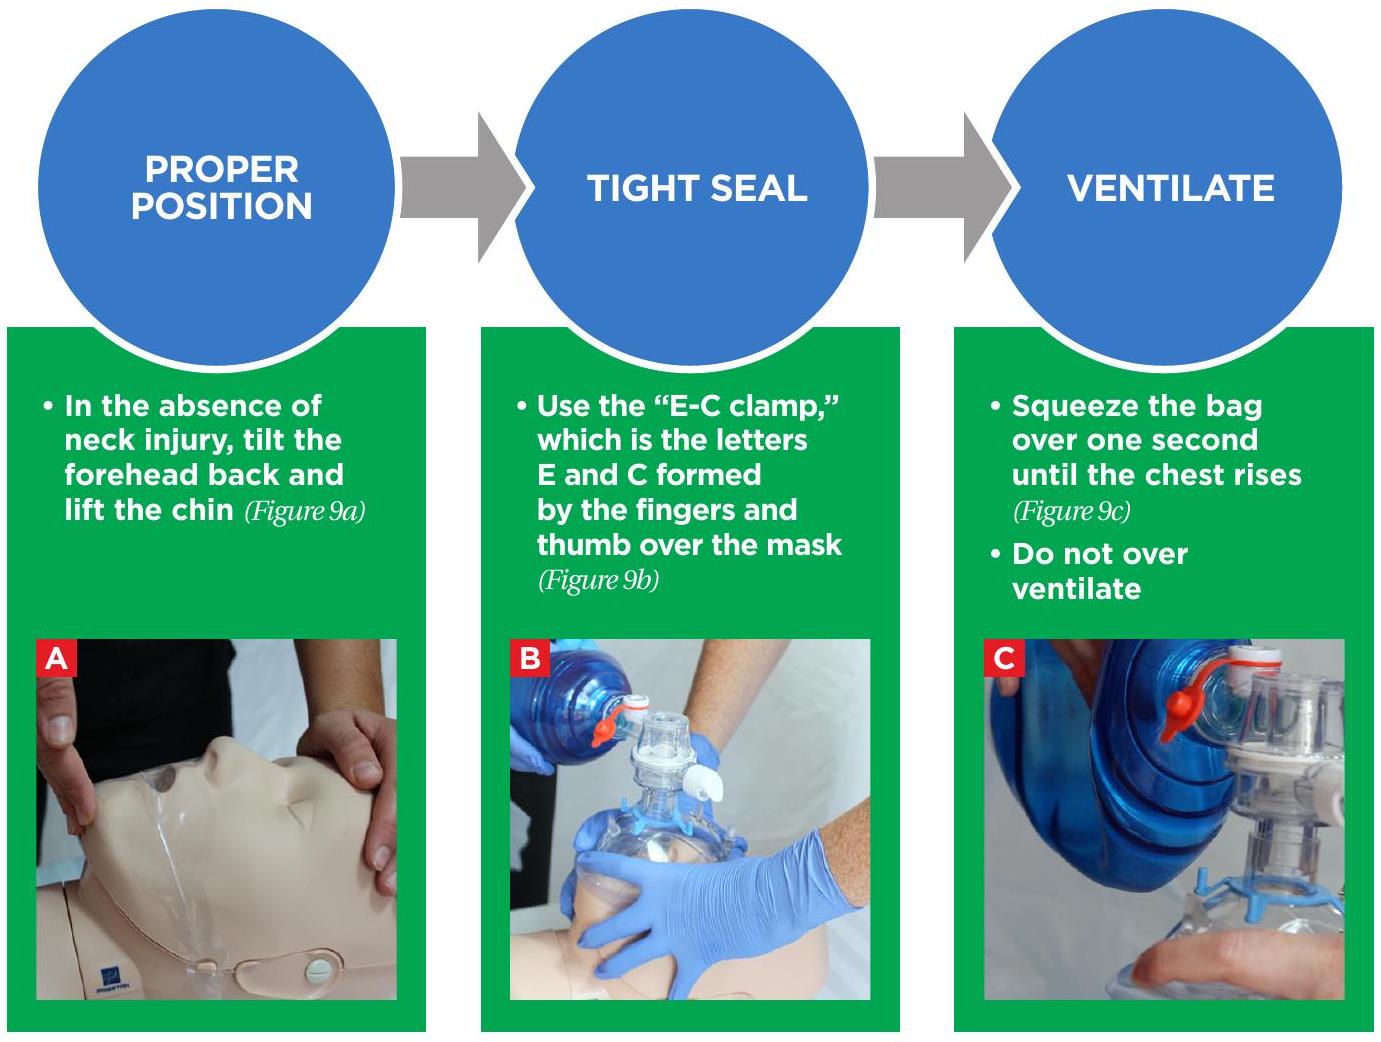 PROPER
POSITION
TIGHT SEAL
VENTILATE
• In the absence of
neck injury, tilt the
forehead back and
lift the chin (Figure 9a)
• Use the “E-C clamp,”
which is the letters
E and C formed
by the fingers and
thumb over the mask
(Figure 9b)
• Squeeze the bag
over one second
until the chest rises
(Figure 9c)
• Do not over
ventilate
A
B
C